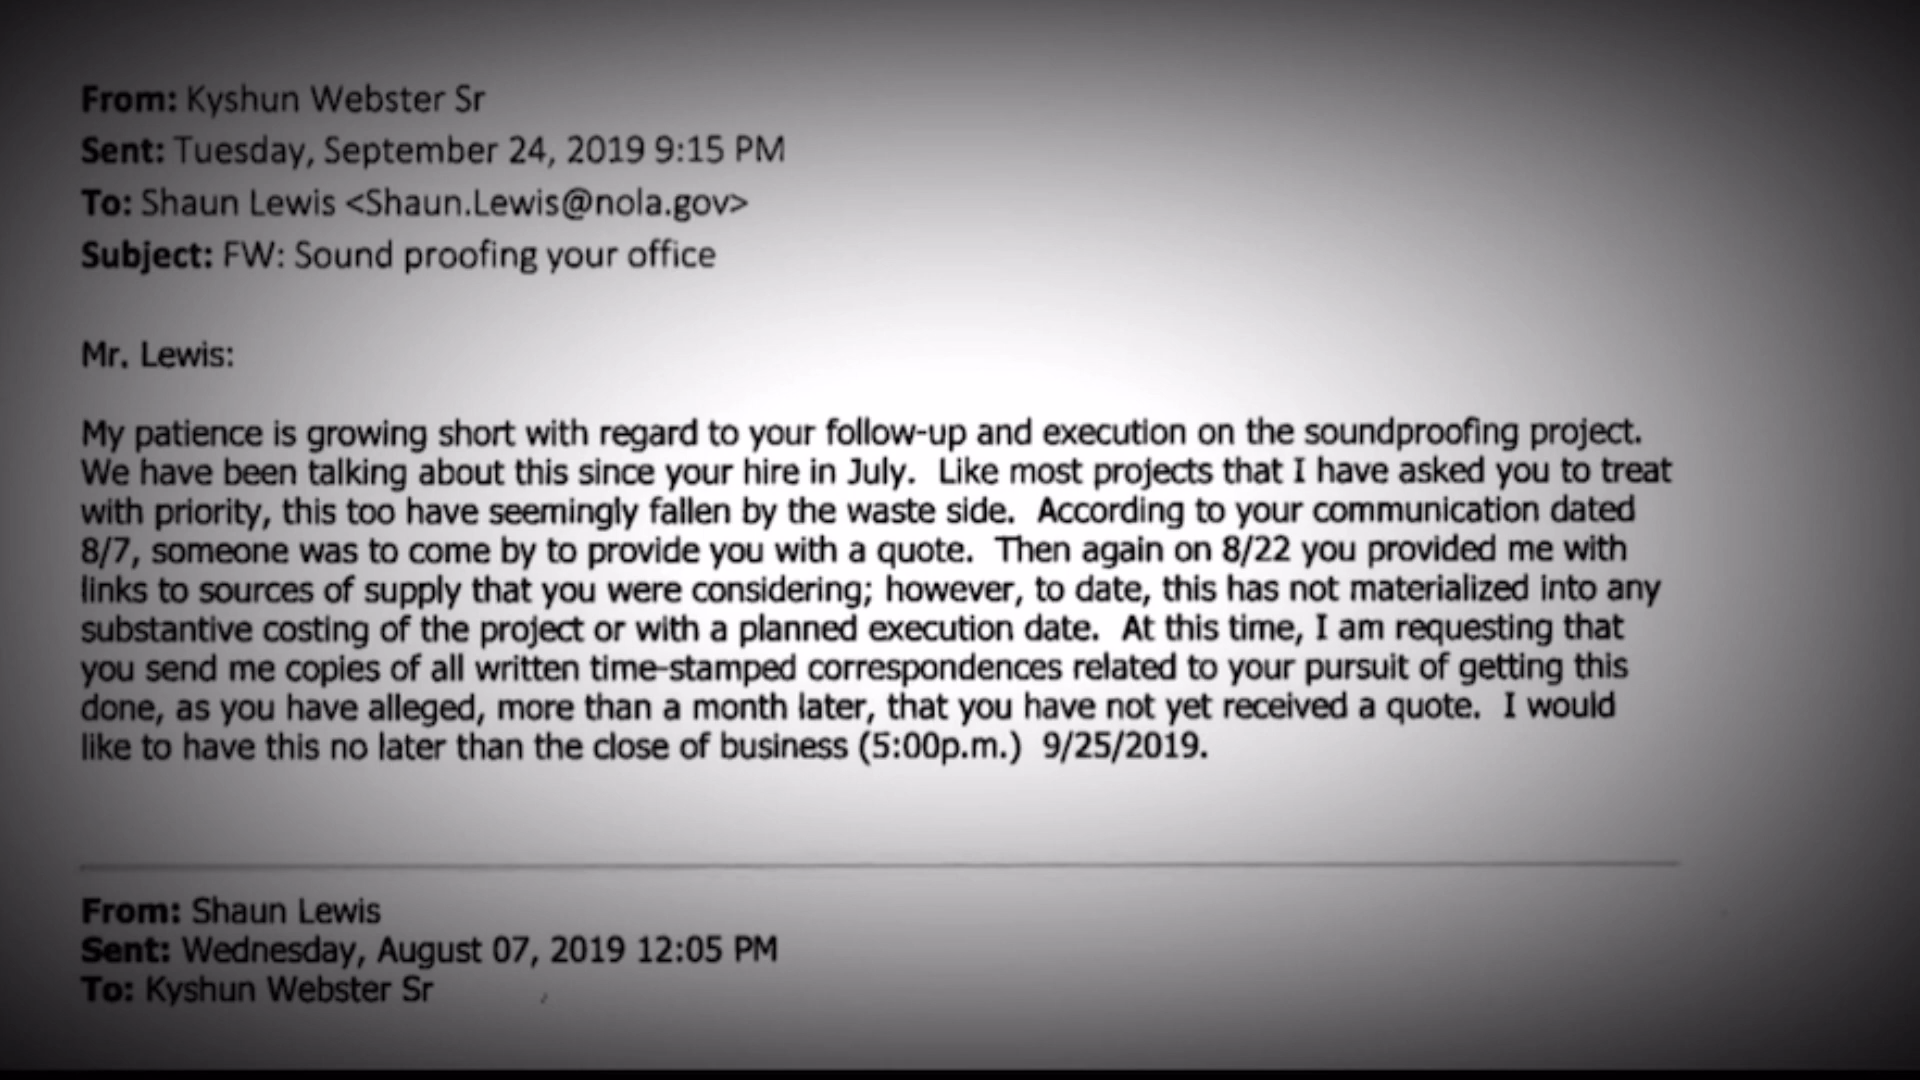 From: Kyshun Webster Sr
Sent: Tuesday, September 24, 2019 9:15 PM
To: Shaun Lewis <Shaun.Lewis@nola.gov>
Subject: FW: Sound proofing your office
Mr. Lewis:
My patience is growing short with regard to your follow-up and execution on the soundproofing project.
We have been talking about this since your hire in July.  Like most projects that I have asked you to treat
with priority, this too have seemingly fallen by the waste side.  According to your communication dated
8/7, someone was to come by to provide you with a quote.  Then again on 8/22 you provided me with
links to sources of supply that you were considering; however, to date, this has not materialized into any
substantive costing of the project or with a planned execution date.  At this time, I am requesting that
you send me copies of all written time-stamped correspondences related to your pursuit of getting this
done, as you have alleged, more than a month later, that you have not yet received a quote.  I would
like to have this no later than the close of business (5:00p.m.)  9/25/2019.
From: Shaun Lewis
Sent: Wednesday, August 07, 2019 12:05 PM
To: Kyshun Webster Sr